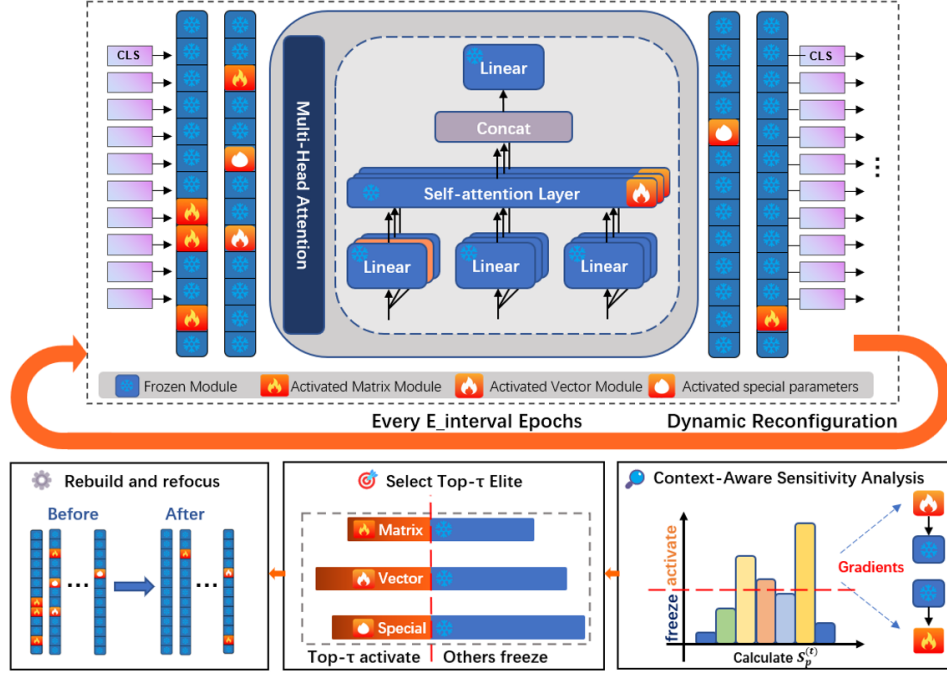 CLS
CLS
Multi-Head Attention
Linear
Concat
Self-attention Layer
Linear
Linear
Linear
...
Frozen Module
Activated Matrix Module
Activated Vector Module
Activated special parameters
Every E_interval Epochs
Dynamic Reconfiguration
Rebuild and refocus
Before
After
...
...
Select Top-τ Elite
Matrix
Vector
Special
Top-τ activate
Others freeze
Context-Aware Sensitivity Analysis
freeze activate
Gradients
Calculate $S_p^{(t)}$